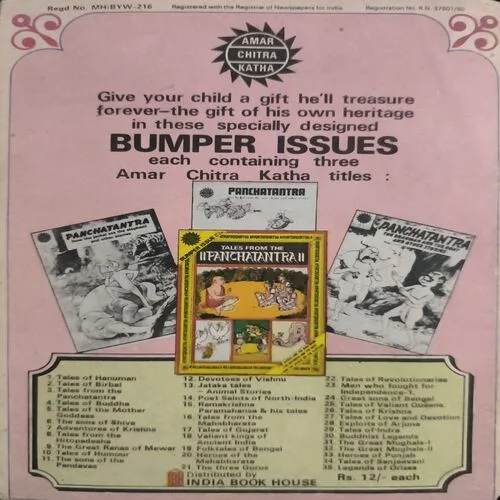 Regd No. MH:BYW-216
Registered with the Registrar of Newspapers for India
Registration No. R.N. 37801/80
AMAR
CHITRA
KATHA
Give your child a gift he'll treasure
forever—the gift of his own heritage
in these specially designed
BUMPER ISSUES
each containing three
Amar Chitra Katha titles :
PANCHATANTRA
PANCHATANTRA
PANCHATANTRA
BUMPER ISSUE
TALES FROM THE
PANCHATANTRA
1. Tales of Hanuman
2. Tales of Birbal
3. Tales from the
Panchatantra
4. Tales of Buddha
5. Tales of the Mother
Goddess
6. The sons of Shiva
7. Adventures of Krishna
8. Tales from the
Hitopadesha
9. The Great Ranas of Mewar
10. Tales of Humour
11. The sons of the
Pandavas
12. Devotees of Vishnu
13. Jataka tales
- Animal Stories
14. Poet Saints of North-India
15. Ramakrishna
Paramahansa & his tales
16. Tales from the
Mahabharata
17. Tales of Gujarat
18. Valiant kings of
Ancient India
19. Folktales of Bengal
20. Heroes of the
Mahabharata
21. The three Gurus
22. Tales of Revolutionaries
23. Men who fought for
Independence-1.
24. Great sons of Bengal
25. Tales of Valiant Queens.
26. Tales of Krishna
27. Tales of Love and Devotion
28. Exploits of Arjuna
29. Tales of Indra
30. Buddhist Legends
31. The Great Mughals-I
32. The Great Mughals-II
33. Heroes of Punjab
34. Tales of Sanjeevani
35. Legends of Orissa
Rs. 12/- each
Distributed by
INDIA BOOK HOUSE